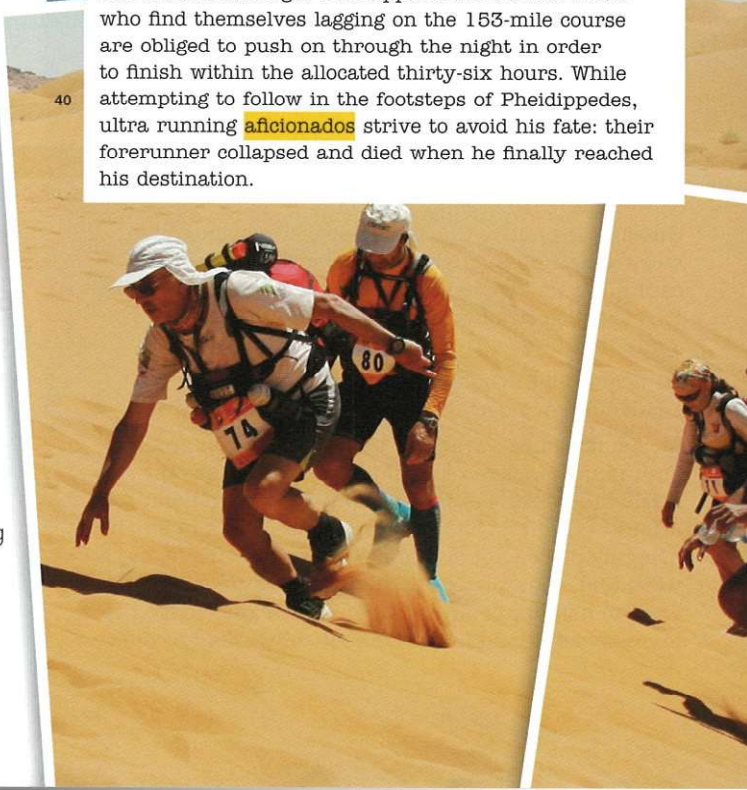 who find themselves lagging on the 153-mile course
are obliged to push on through the night in order
to finish within the allocated thirty-six hours. While
40 attempting to follow in the footsteps of Pheidippedes,
ultra running aficionados strive to avoid his fate: their
forerunner collapsed and died when he finally reached
his destination.
80
74
71